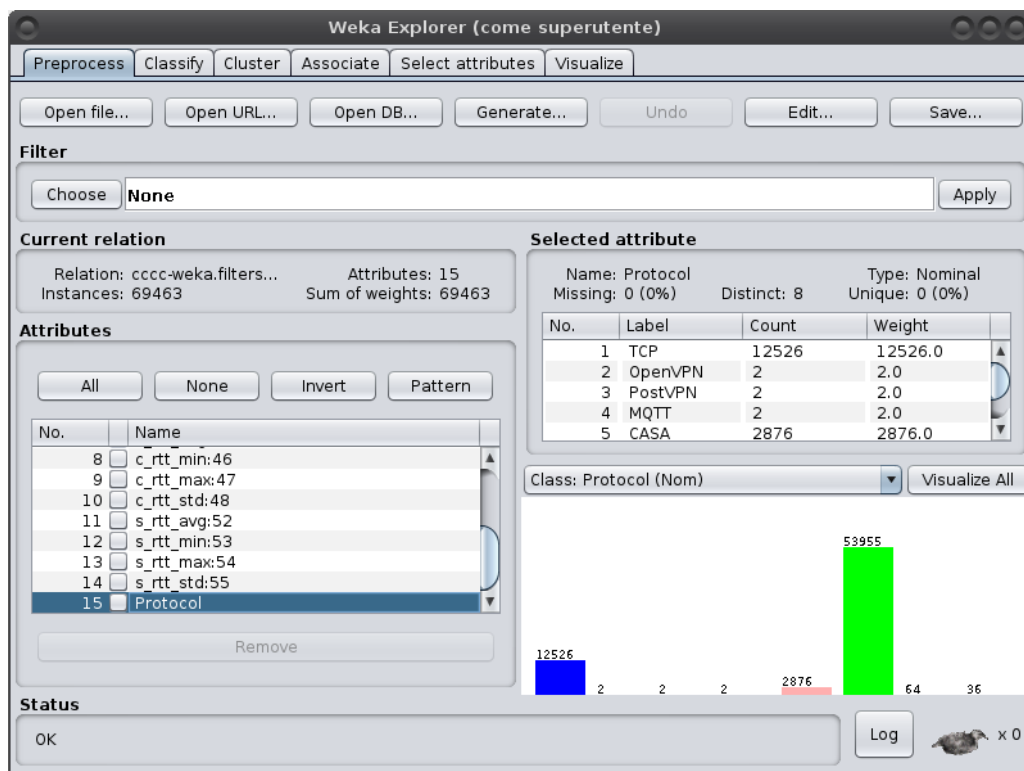 Weka Explorer (come superutente)
Preprocess Classify Cluster Associate Select attributes Visualize
Open file... Open URL... Open DB... Generate... Undo Edit... Save...
Filter
Choose None Apply
Current relation
Relation: cccc-weka.filters... Attributes: 15
Instances: 69463 Sum of weights: 69463
Attributes
All None Invert Pattern
No. Name
8 c_rtt_min:46
9 c_rtt_max:47
10 c_rtt_std:48
11 s_rtt_avg:52
12 s_rtt_min:53
13 s_rtt_max:54
14 s_rtt_std:55
15 Protocol
Remove
Selected attribute
Name: Protocol Type: Nominal
Missing: 0 (0%) Distinct: 8 Unique: 0 (0%)
No. Label Count Weight
1 TCP 12526 12526.0
2 OpenVPN 2 2.0
3 PostVPN 2 2.0
4 MQTT 2 2.0
5 CASA 2876 2876.0
Class: Protocol (Nom) Visualize All
53955
12526
2876
2 2 2 64 36
Status
OK
Log x 0